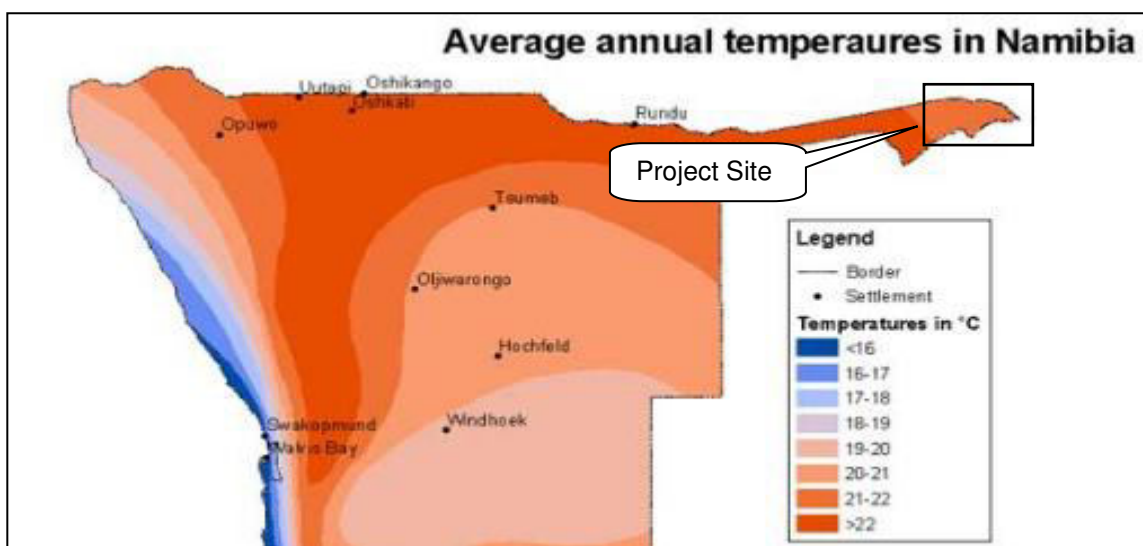 Average annual temperaures in Namibia
Uutapi
Oshikango
Oshkati
Opuwo
Rundu
Project Site
Tsumeb
Otjiwarongo
Hochfeld
Windhoek
Swakopmund
Walvis Bay
Legend
Border
Settlement
Temperatures in °C
<16
16-17
17-18
18-19
19-20
20-21
21-22
>22